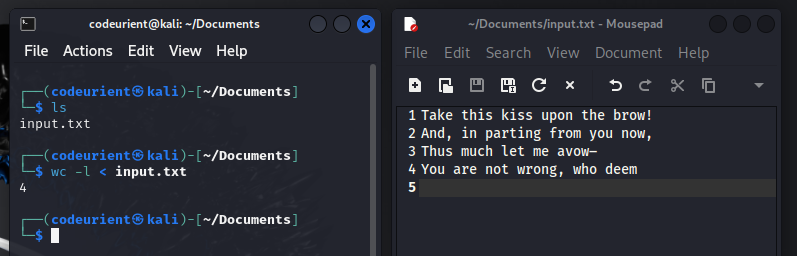 codeurient@kali: ~/Documents
File Actions Edit View Help
┌──(codeurient㉿kali)-[~/Documents]
└─$ ls
input.txt
┌──(codeurient㉿kali)-[~/Documents]
└─$ wc -l < input.txt
4
┌──(codeurient㉿kali)-[~/Documents]
└─$
~/Documents/input.txt - Mousepad
File Edit Search View Document Help
1 Take this kiss upon the brow!
2 And, in parting from you now,
3 Thus much let me avow—
4 You are not wrong, who deem
5